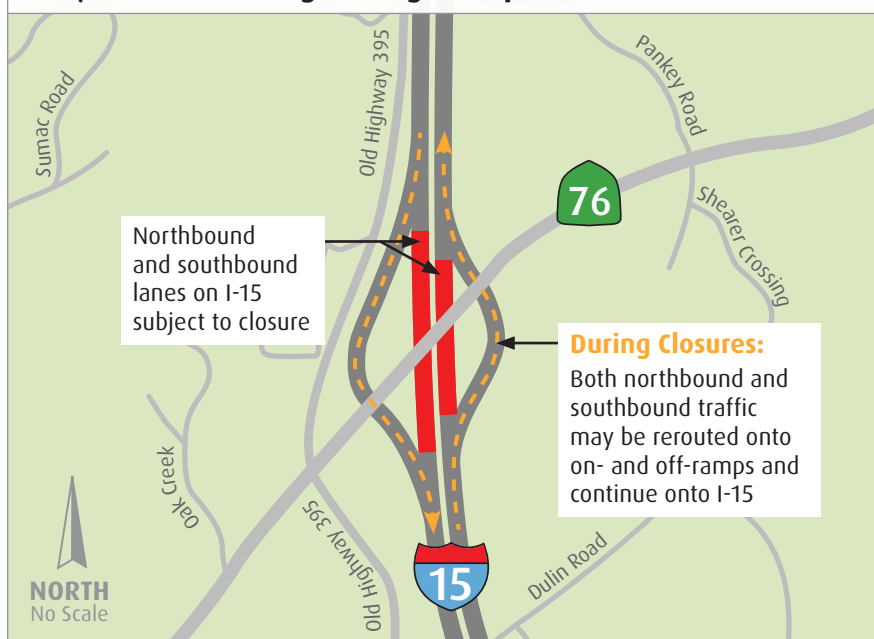 Old Highway 395
Pankey Road
Sumac Road
76
Shearer Crossing
Northbound
and southbound
lanes on I-15
subject to closure
During Closures:
Both northbound and
southbound traffic
may be rerouted onto
on- and off-ramps and
continue onto I-15
Oak Creek
Old Highway 395
Dulin Road
15
NORTH
No Scale